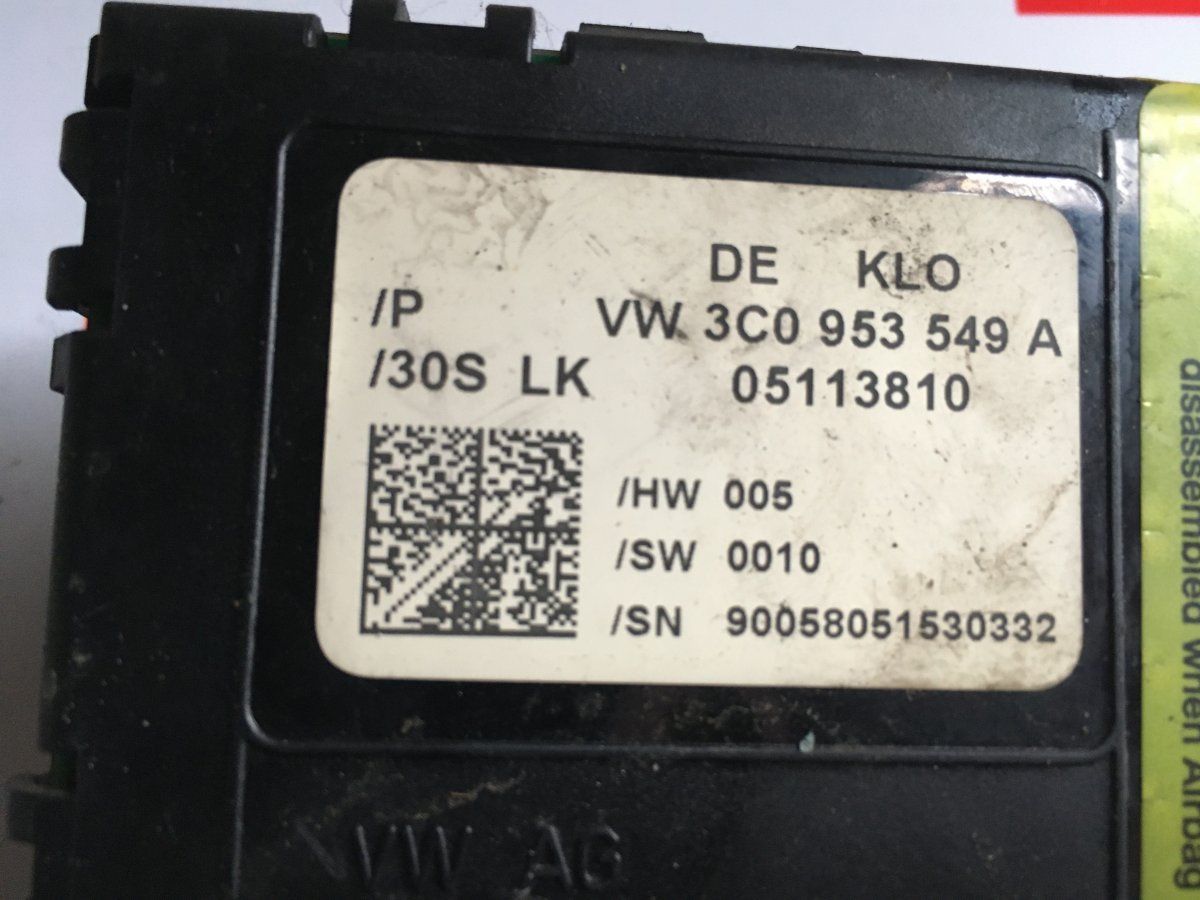 DE KLO
/P VW 3C0 953 549 A
/30S LK 05113810
/HW 005
/SW 0010
/SN 90058051530332
VW AG
disassembled when Airbag